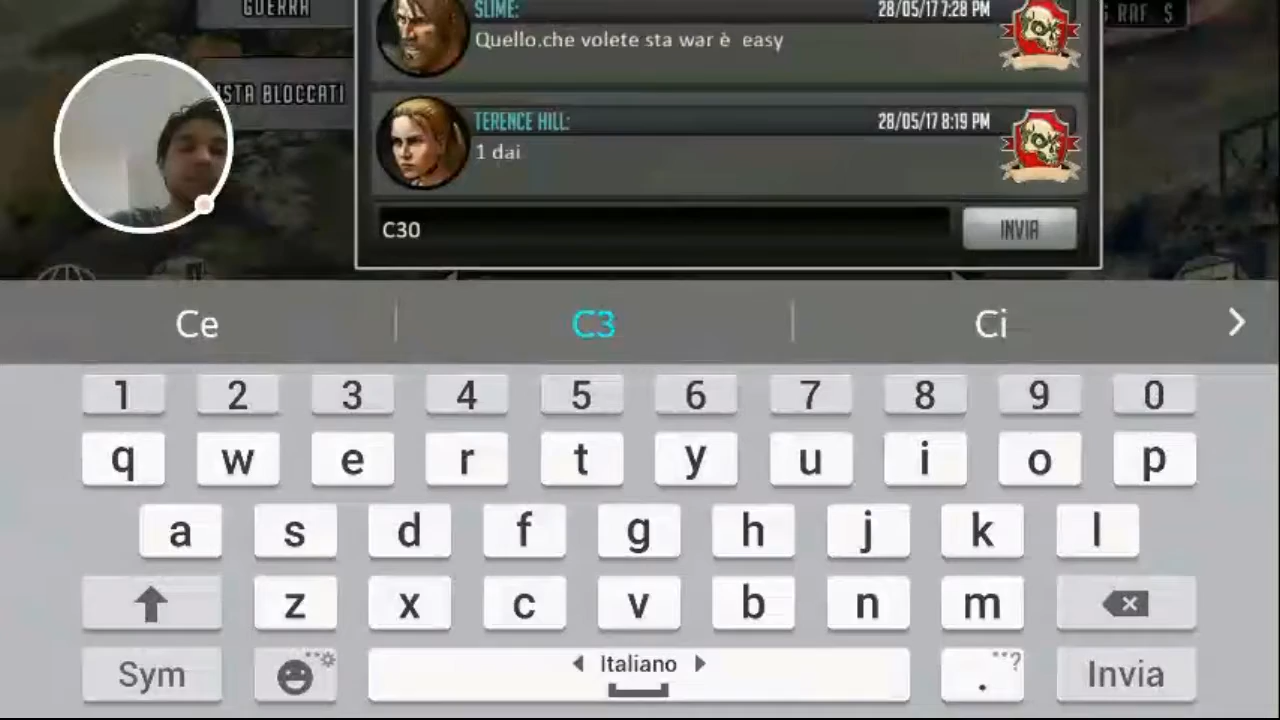 GUERRA
SLIME:
28/05/17 7:28 PM
Quello.che volete sta war è easy
RAF $
STA BLOCCATI
TERENCE HILL:
28/05/17 8:19 PM
1 dai
C30
INVIA
Ce
C3
Ci
1 2 3 4 5 6 7 8 9 0
q w e r t y u i o p
a s d f g h j k l
z x c v b n m
Sym
Italiano
. ?
Invia